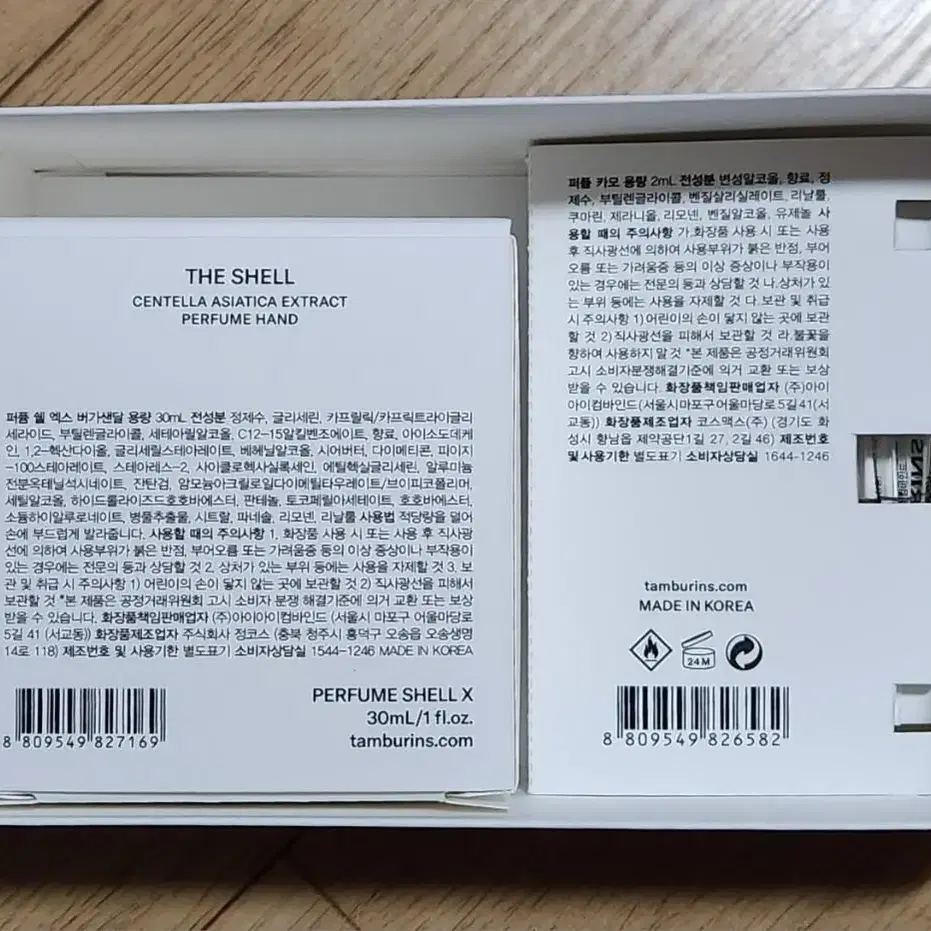 THE SHELL
CENTELLA ASIATICA EXTRACT
PERFUME HAND
퍼퓸 쉘 엑스 버가샌달 용량 30mL 전성분 정제수, 글리세린, 카프릴릭/카프릭트라이글리
세라이드, 부틸렌글라이콜, 세테아릴알코올, C12-15알킬벤조에이트, 향료, 아이소도데케
인, 1,2-헥산다이올, 글리세릴스테아레이트, 베헤닐알코올, 시어버터, 다이메티콘, 피이지
-100스테아레이트, 스테아레스-2, 사이클로헥사실록세인, 에틸헥실글리세린, 알루미늄
전분옥테닐석시네이트, 잔탄검, 암모늄아크릴로일다이메틸타우레이트/브이피코폴리머,
세틸알코올, 하이드롤라이즈드호호바에스터, 판테놀, 토코페릴아세테이트, 호호바에스터,
소듐하이알루로네이트, 병풀추출물, 시트랄, 파네솔, 리모넨, 리날룰 사용법 적당량을 덜어
손에 부드럽게 발라줍니다. 사용할 때의 주의사항 1. 화장품 사용 시 또는 사용 후 직사광
선에 의하여 사용부위가 붉은 반점, 부어오름 또는 가려움증 등의 이상 증상이나 부작용이
있는 경우에는 전문의 등과 상담할 것 2. 상처가 있는 부위 등에는 사용을 자제할 것 3. 보
관 및 취급 시 주의사항 1) 어린이의 손이 닿지 않는 곳에 보관할 것 2) 직사광선을 피해서
보관할 것 *본 제품은 공정거래위원회 고시 소비자 분쟁 해결기준에 의거 교환 또는 보상
받을 수 있습니다. 화장품책임판매업자 (주)아이아이컴바인드 (서울시 마포구 어울마당로
5길 41 (서교동)) 화장품제조업자 주식회사 정코스 (충북 청주시 흥덕구 오송읍 오송생명
14로 118) 제조번호 및 사용기한 별도표기 소비자상담실 1544-1246 MADE IN KOREA
PERFUME SHELL X
30mL/1 fl.oz.
tamburins.com
8 809549 827169
퍼퓸 카모 용량 2mL 전성분 변성알코올, 향료, 정
제수, 부틸렌글라이콜, 벤질살리실레이트, 리날룰,
쿠마린, 제라니올, 리모넨, 벤질알코올, 유제놀 사
용할 때의 주의사항 가.화장품 사용 시 또는 사용
후 직사광선에 의하여 사용부위가 붉은 반점, 부어
오름 또는 가려움증 등의 이상 증상이나 부작용이
있는 경우에는 전문의 등과 상담할 것 나.상처가 있
는 부위 등에는 사용을 자제할 것 다.보관 및 취급
시 주의사항 1)어린이의 손이 닿지 않는 곳에 보관
할 것 2)직사광선을 피해서 보관할 것 라.불꽃을
향하여 사용하지 말 것 *본 제품은 공정거래위원회
고시 소비자분쟁해결기준에 의거 교환 또는 보상
받을 수 있습니다. 화장품책임판매업자 (주)아이
아이컴바인드(서울시마포구어울마당로5길41(서
교동)) 화장품제조업자 코스맥스(주) (경기도 화
성시 향남읍 제약공단1길 27, 2길 46) 제조번호
및사용기한 별도표기 소비자상담실 1644-1246
tamburins.com
MADE IN KOREA
24M
8 809549 826582